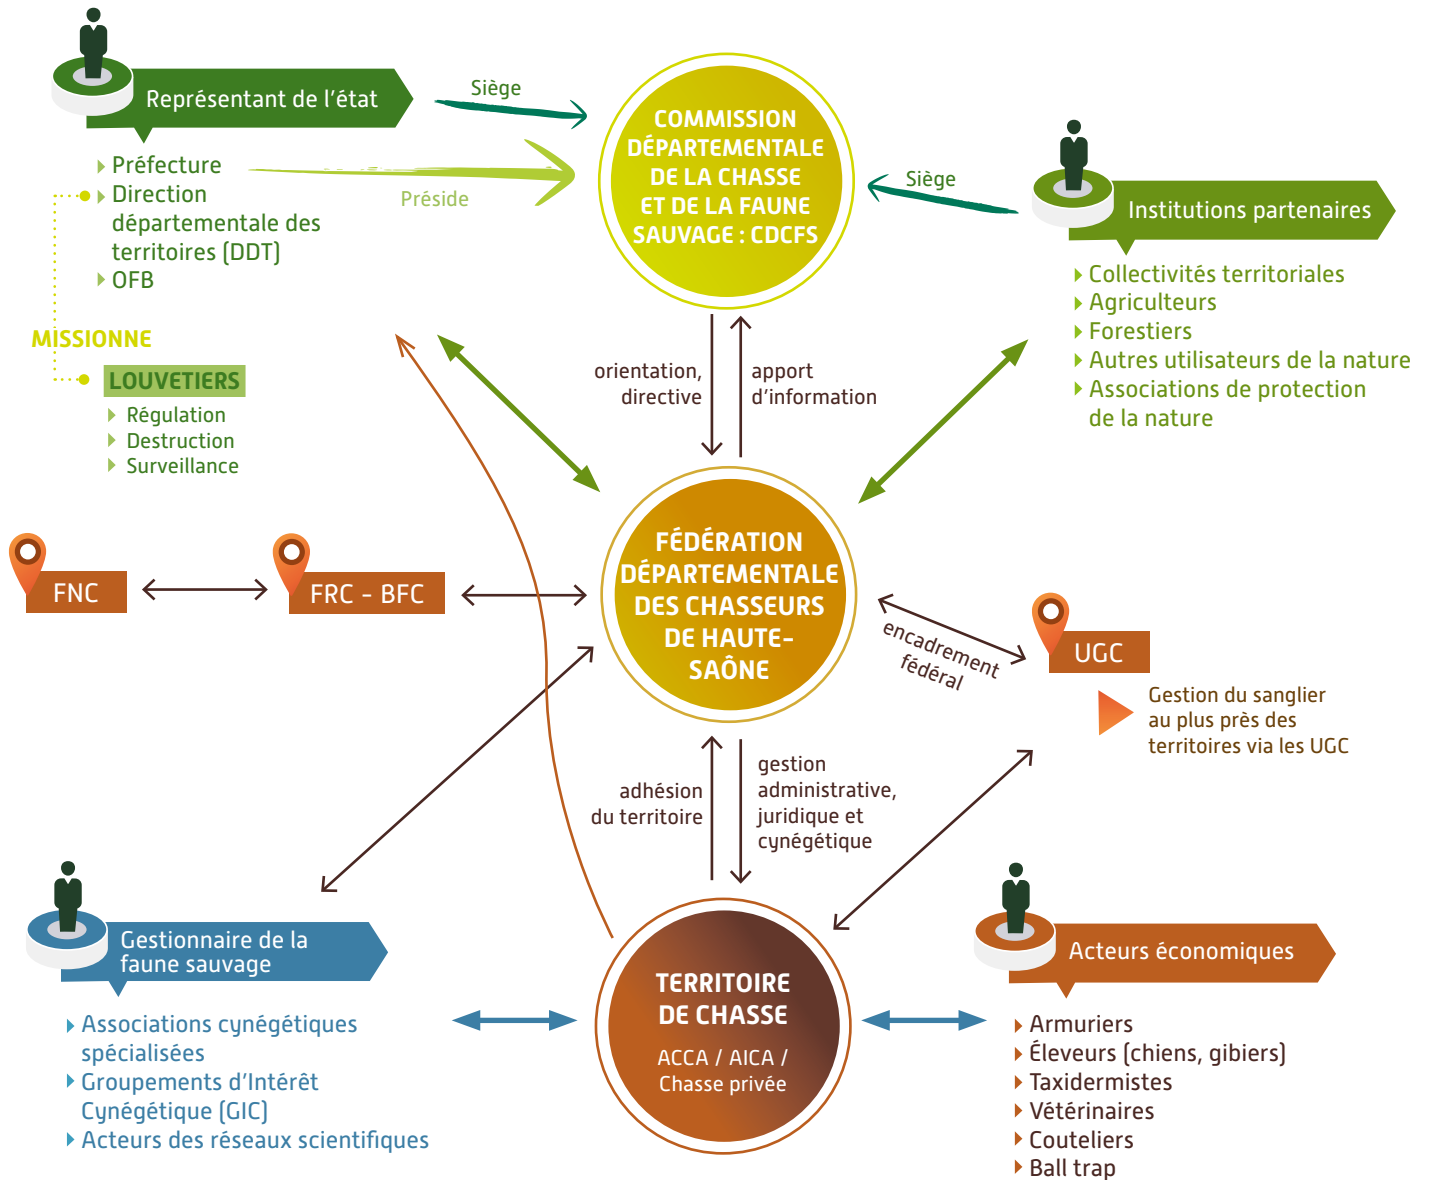 Représentant de l'état
Préfecture
Direction
départementale des
territoires (DDT)
OFB
MISSIONNE
LOUVETIERS
Régulation
Destruction
Surveillance
Siège
Préside
COMMISSION
DÉPARTEMENTALE
DE LA CHASSE
ET DE LA FAUNE
SAUVAGE : CDCFS
Siège
Institutions partenaires
Collectivités territoriales
Agriculteurs
Forestiers
Autres utilisateurs de la nature
Associations de protection
de la nature
orientation,
directive
apport
d'information
FNC
FRC - BFC
FÉDÉRATION
DÉPARTEMENTALE
DES CHASSEURS
DE HAUTE-
SAÔNE
encadrement
fédéral
UGC
Gestion du sanglier
au plus près des
territoires via les UGC
adhésion
du territoire
gestion
administrative,
juridique et
cynégétique
Gestionnaire de la
faune sauvage
Associations cynégétiques
spécialisées
Groupements d'Intérêt
Cynégétique (GIC)
Acteurs des réseaux scientifiques
TERRITOIRE
DE CHASSE
ACCA / AICA /
Chasse privée
Acteurs économiques
Armuriers
Éleveurs (chiens, gibiers)
Taxidermistes
Vétérinaires
Couteliers
Ball trap